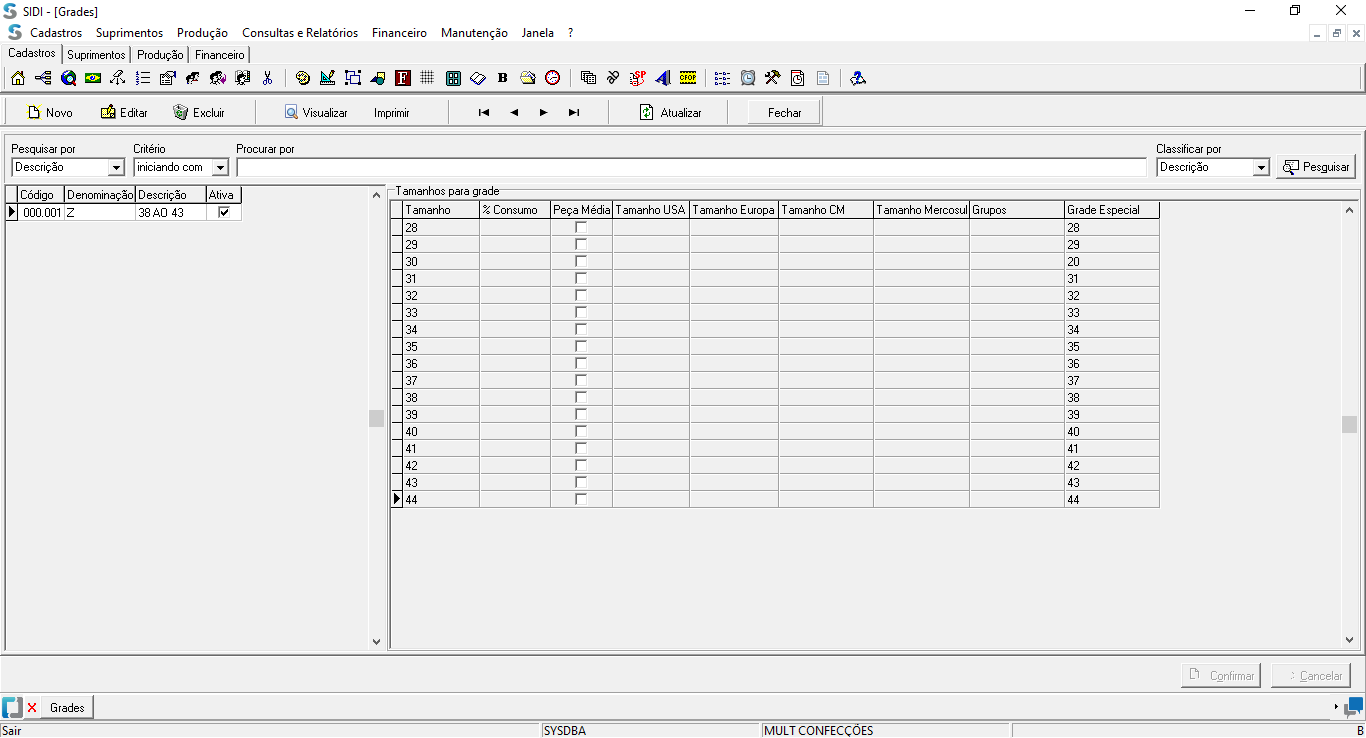 SIDI - [Grades]
Cadastros Suprimentos Produção Consultas e Relatórios Financeiro Manutenção Janela ?
Cadastros Suprimentos Produção Financeiro
F B SP CFOP
Novo Editar Excluir Visualizar Imprimir Atualizar Fechar
Pesquisar por Critério Procurar por Classificar por
Descrição iniciando com Descrição Pesquisar
Tamanhos para grade
Código Denominação Descrição Ativa
000.001 Z 38 AO 43
Tamanho % Consumo Peça Média Tamanho USA Tamanho Europa Tamanho CM Tamanho Mercosul Grupos Grade Especial
28 28
29 29
30 20
31 31
32 32
33 33
34 34
35 35
36 36
37 37
38 38
39 39
40 40
41 41
42 42
43 43
44 44
Confirmar Cancelar
Grades
Sair SYSDBA MULT CONFECÇÕES B